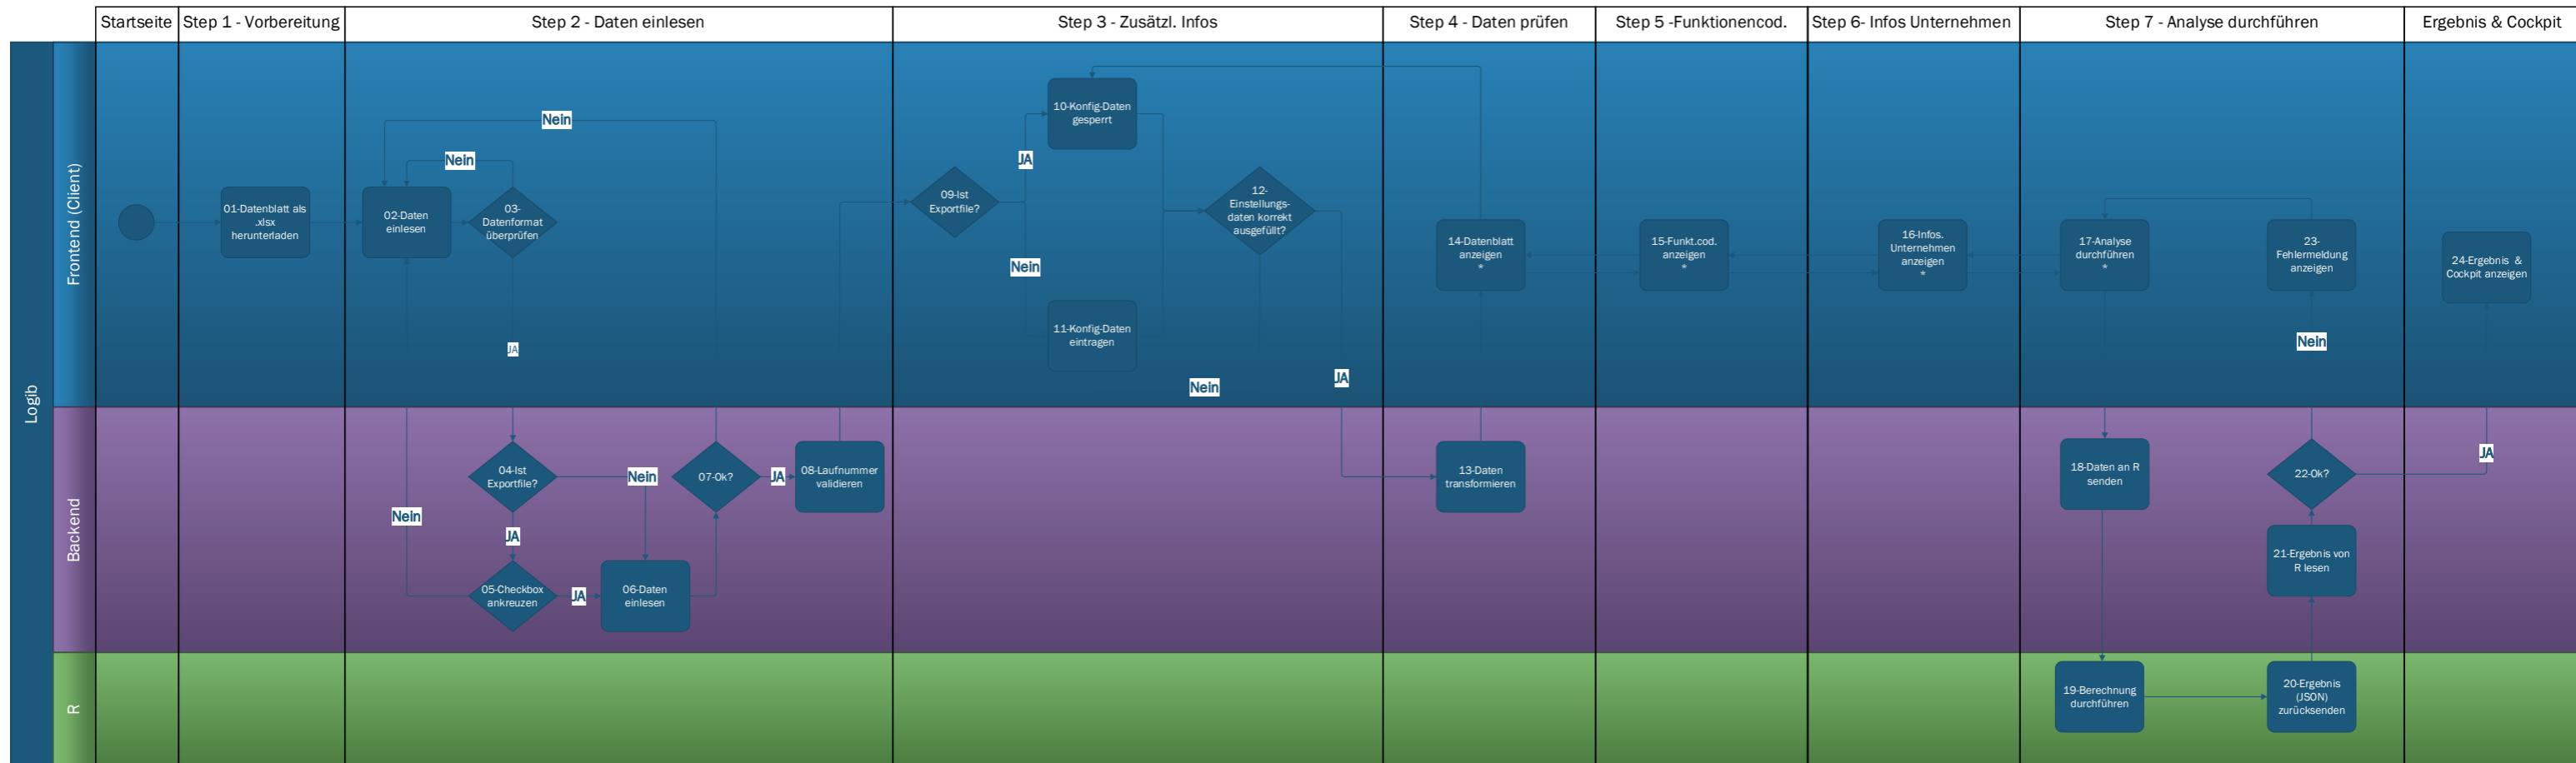 Startseite
Step 1 - Vorbereitung
Step 2 - Daten einlesen
Step 3 - Zusätzl. Infos
Step 4 - Daten prüfen
Step 5 -Funktionencod.
Step 6- Infos Unternehmen
Step 7 - Analyse durchführen
Ergebnis & Cockpit
Logib
Frontend (Client)
01-Datenblatt als
.xlsx
herunterladen
02-Daten
einlesen
03-
Datenformat
überprüfen
Nein
Nein
JA
09-Ist
Exportfile?
JA
Nein
10-Konfig-Daten
gesperrt
11-Konfig-Daten
eintragen
12-
Einstellungs-
daten korrekt
ausgefüllt?
Nein
JA
14-Datenblatt
anzeigen
*
15-Funkt.cod.
anzeigen
*
16-Infos.
Unternehmen
anzeigen
*
17-Analyse
durchführen
*
23-
Fehlermeldung
anzeigen
Nein
24-Ergebnis &
Cockpit anzeigen
Backend
04-Ist
Exportfile?
Nein
JA
Nein
05-Checkbox
ankreuzen
JA
06-Daten
einlesen
07-Ok?
JA
08-Laufnummer
validieren
13-Daten
transformieren
18-Daten an R
senden
22-Ok?
JA
21-Ergebnis von
R lesen
R
19-Berechnung
durchführen
20-Ergebnis
(JSON)
zurücksenden